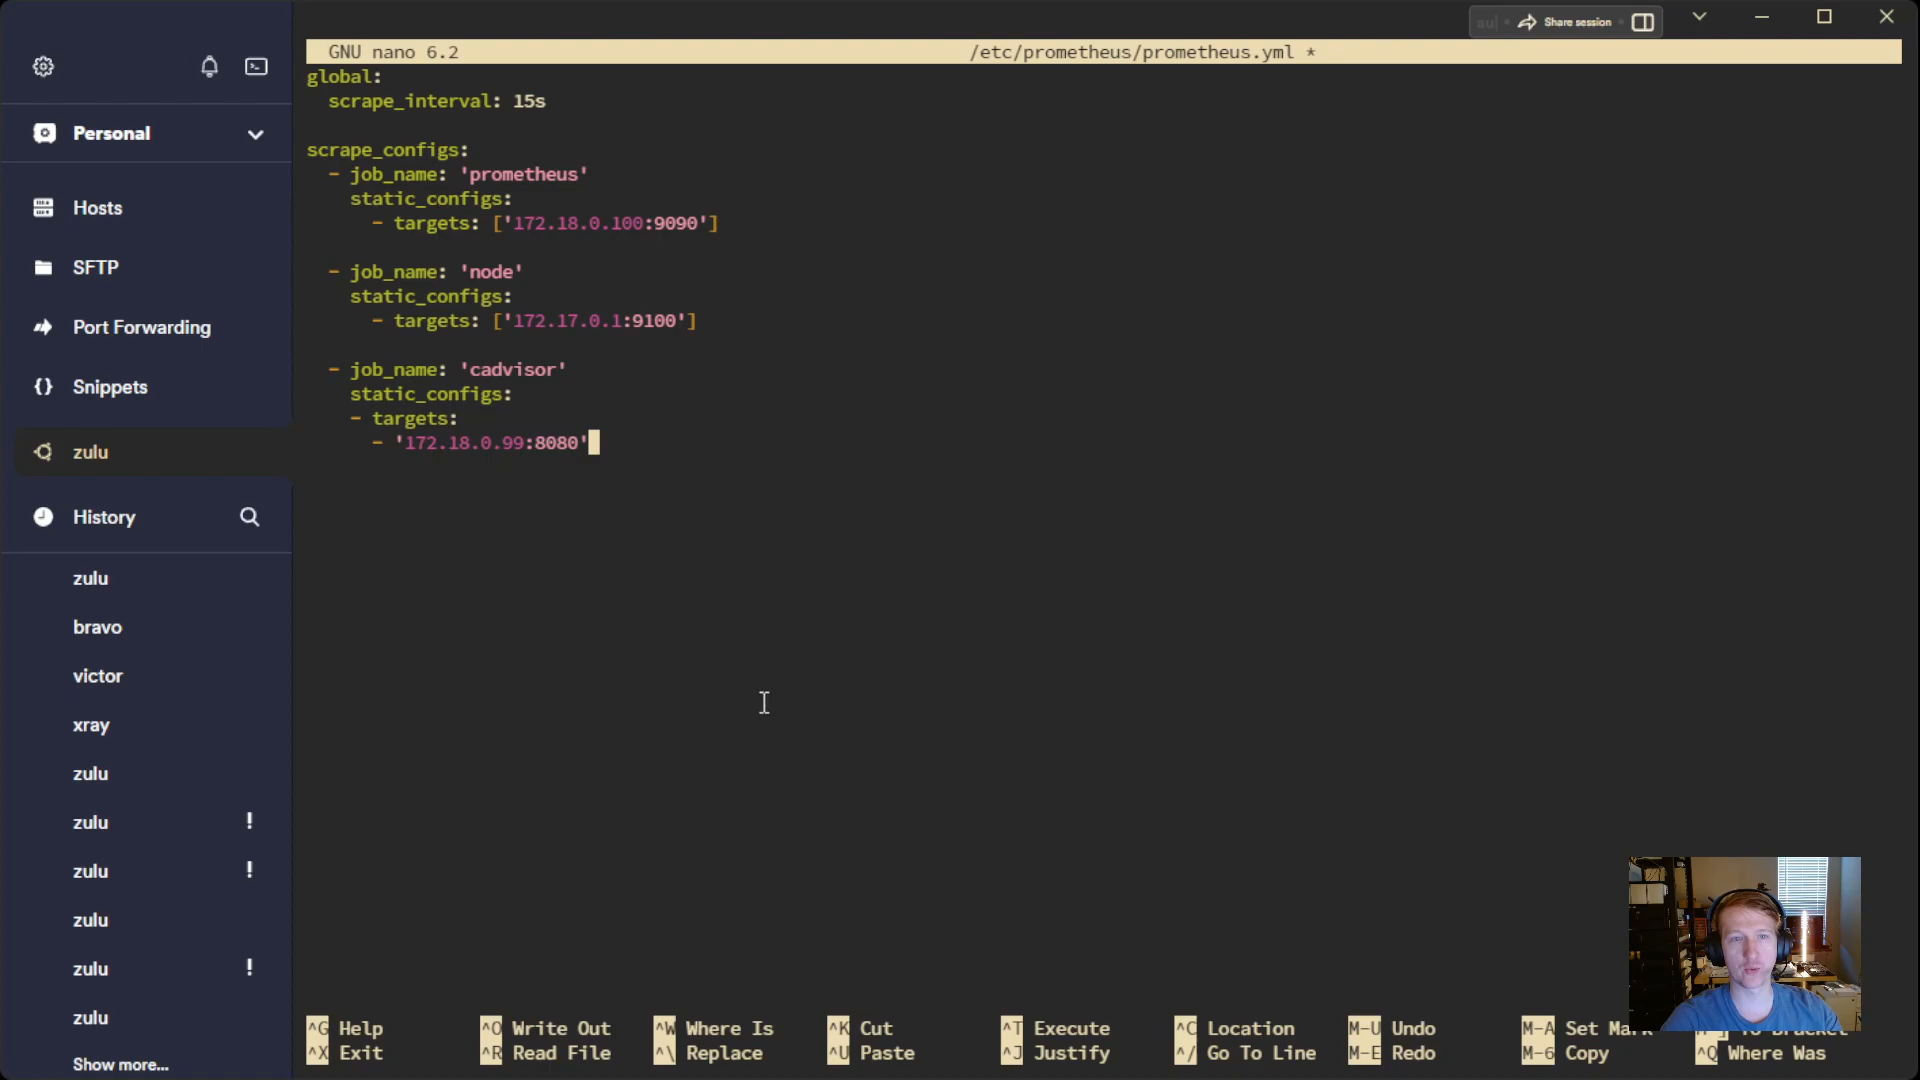 Share session
GNU nano 6.2
/etc/prometheus/prometheus.yml *
Personal
Hosts
SFTP
Port Forwarding
Snippets
zulu
History
zulu
bravo
victor
xray
zulu
zulu !
zulu !
zulu
zulu !
zulu
Show more...
global:
scrape_interval: 15s
scrape_configs:
- job_name: 'prometheus'
static_configs:
- targets: ['172.18.0.100:9090']
- job_name: 'node'
static_configs:
- targets: ['172.17.0.1:9100']
- job_name: 'cadvisor'
static_configs:
- targets:
- '172.18.0.99:8080'
^G Help ^O Write Out ^W Where Is ^K Cut ^T Execute ^C Location M-U Undo M-A Set Mark
^X Exit ^R Read File ^\ Replace ^U Paste ^J Justify ^/ Go To Line M-E Redo M-6 Copy ^Q Where Was